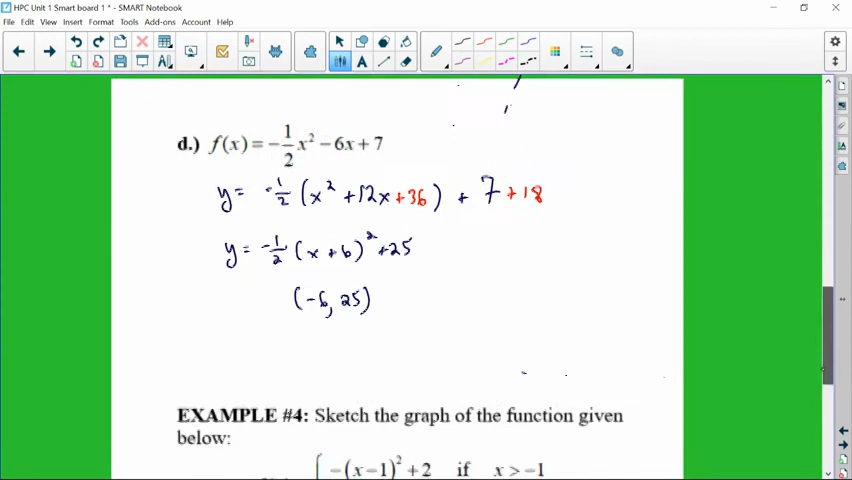 HPC Unit 1 Smart board 1 * - SMART Notebook
File Edit View Insert Format Tools Add-ons Account Help
d.) f(x) = -1/2 x² - 6x + 7
y = -1/2 (x² + 12x + 36) + 7 + 18
y = -1/2 (x + 6)² + 25
(-6, 25)
EXAMPLE #4: Sketch the graph of the function given
below:
-(x-1)² + 2 if x > -1